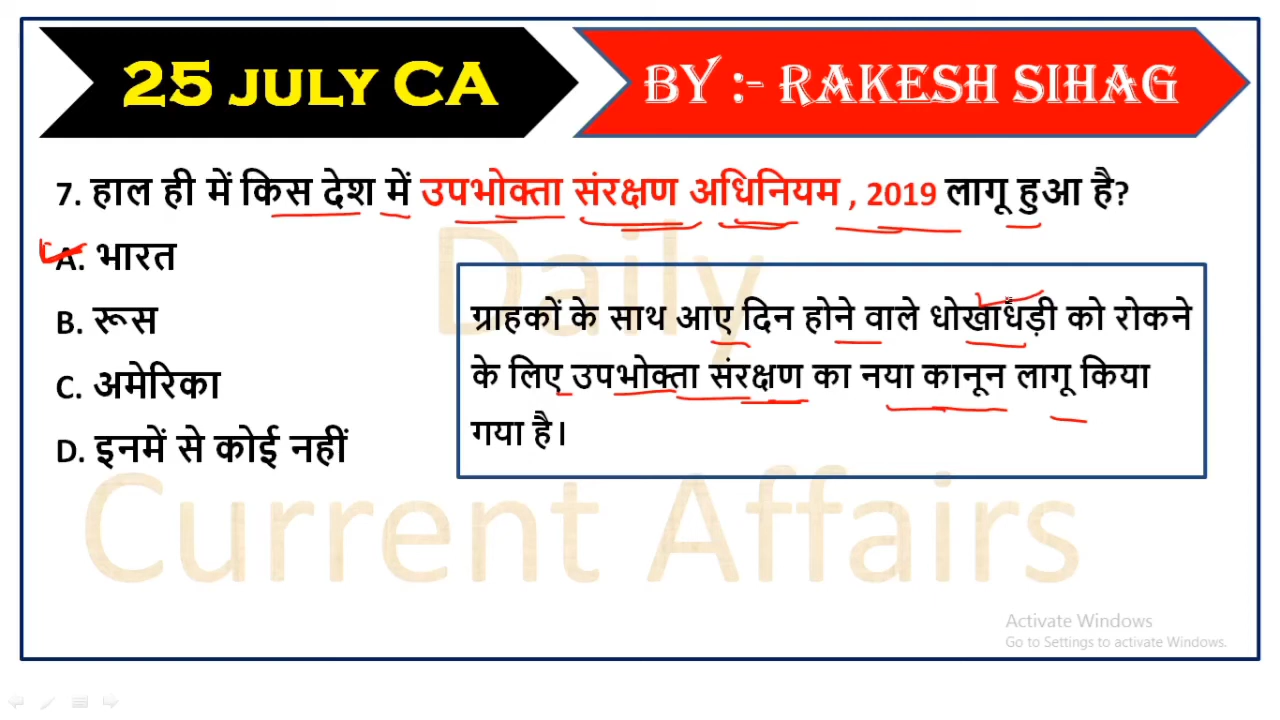 25 JULY CA
BY :- RAKESH SIHAG
7. हाल ही में किस देश में उपभोक्ता संरक्षण अधिनियम , 2019 लागू हुआ है?
A. भारत
B. रूस
C. अमेरिका
D. इनमें से कोई नहीं
ग्राहकों के साथ आए दिन होने वाले धोखाधड़ी को रोकने
के लिए उपभोक्ता संरक्षण का नया कानून लागू किया
गया है।
Daily
Current Affairs
Activate Windows
Go to Settings to activate Windows.